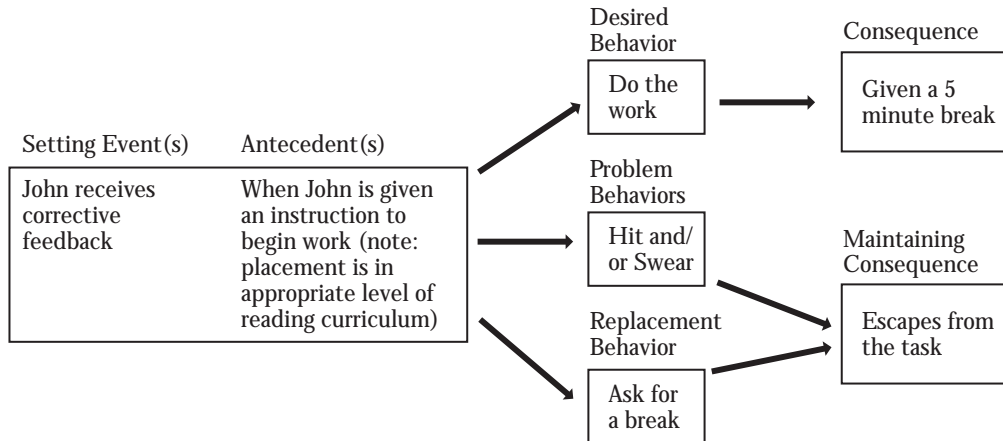 Setting Event(s)
John receives
corrective
feedback
Antecedent(s)
When John is given
an instruction to
begin work (note:
placement is in
appropriate level of
reading curriculum)
Desired
Behavior
Do the
work
Consequence
Given a 5
minute break
Problem
Behaviors
Hit and/
or Swear
Replacement
Behavior
Ask for
a break
Maintaining
Consequence
Escapes from
the task